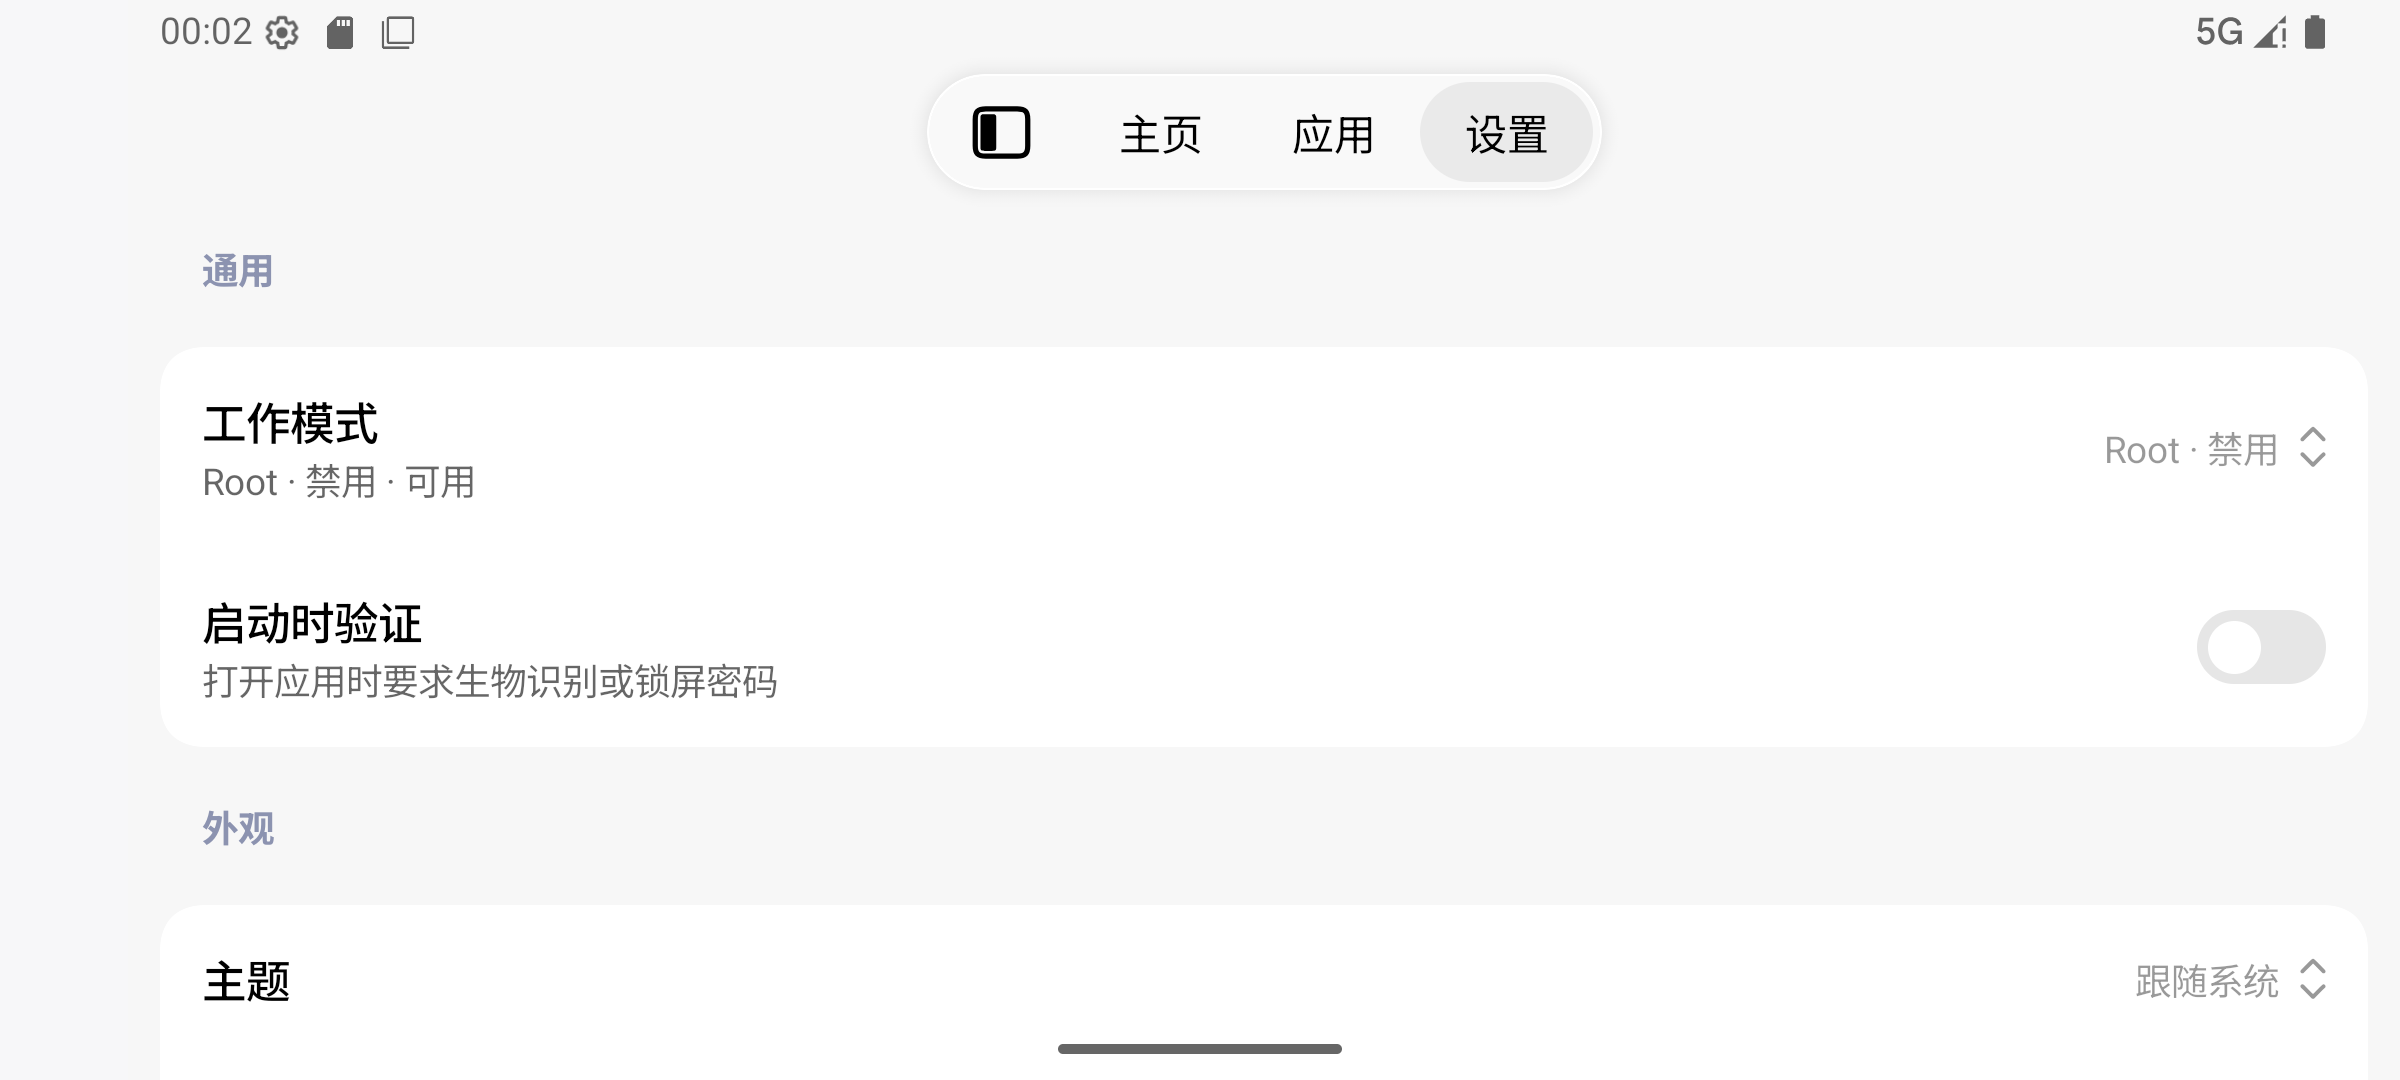 00:02
5G
主页 应用 设置
通用
工作模式
Root · 禁用 · 可用
Root · 禁用
启动时验证
打开应用时要求生物识别或锁屏密码
外观
主题
跟随系统